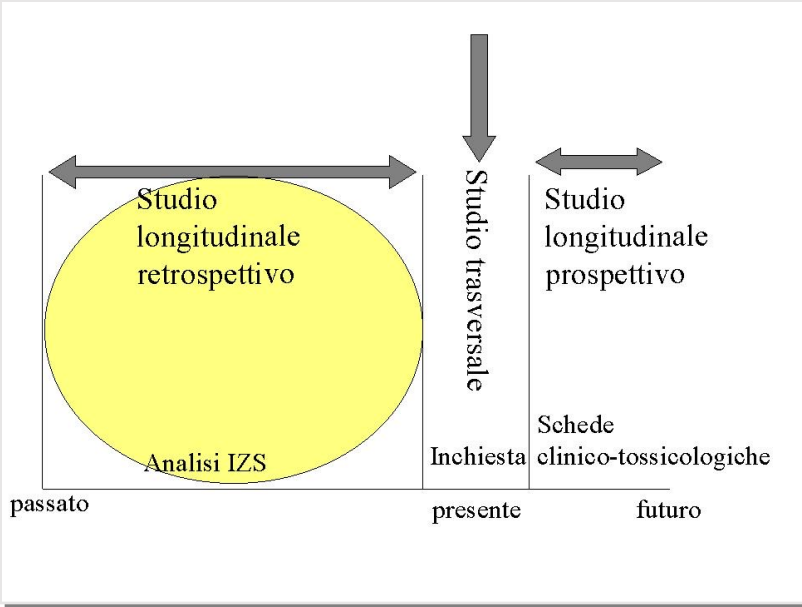 Studio
longitudinale
retrospettivo
Analisi IZS
Studio trasversale
Inchiesta
Studio
longitudinale
prospettivo
Schede
clinico-tossicologiche
passato
presente
futuro